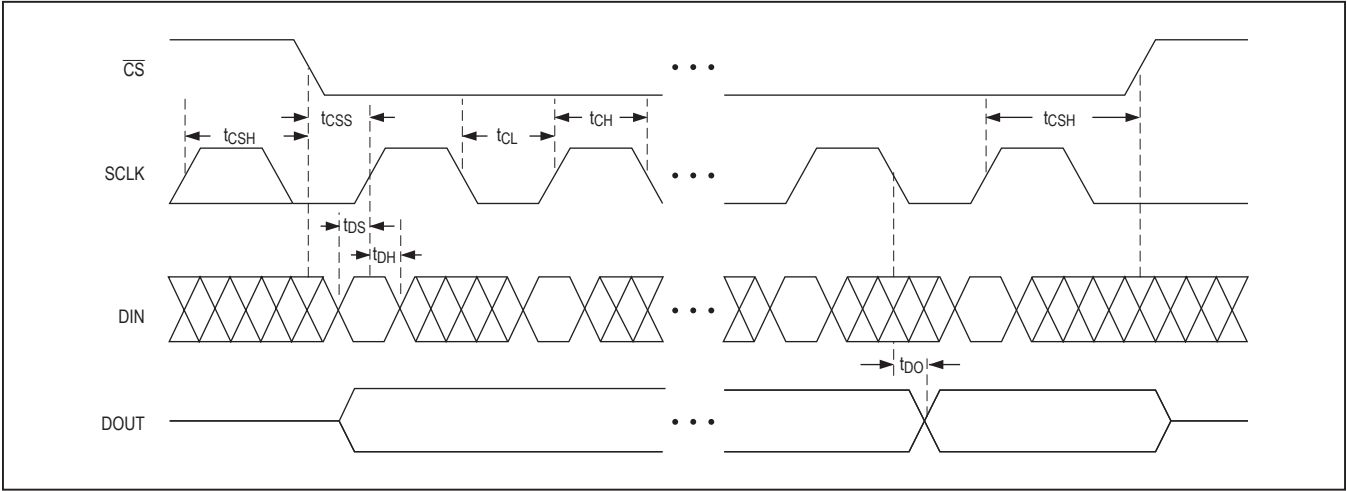 CS
tCSH
tCSS
tCL
tCH
tCSH
SCLK
tDS
tDH
DIN
tDO
DOUT